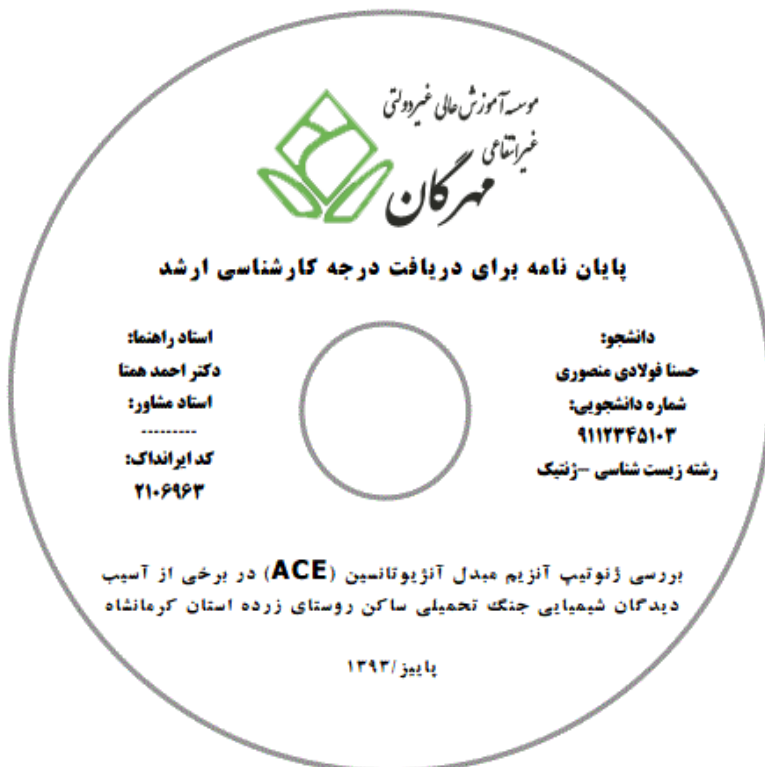 موسسه آموزش عالی غیردولتی
غیرانتفاعی
مهرگان
پایان نامه برای دریافت درجه کارشناسی ارشد
دانشجو:
حسنا فولادی منصوری
شماره دانشجویی:
۹۱۱۲۳۴۵۱۰۳
رشته زیست شناسی -ژنتیک
استاد راهنما:
دکتر احمد همتا
استاد مشاور:
---------
کد ایرانداک:
۲۱۰۶۹۶۳
بررسی ژنوتیپ آنزیم مبدل آنژیوتانسین (ACE) در برخی از آسیب
دیدگان شیمیایی جنگ تحمیلی ساکن روستای زرده استان کرمانشاه
پاییز/۱۳۹۳